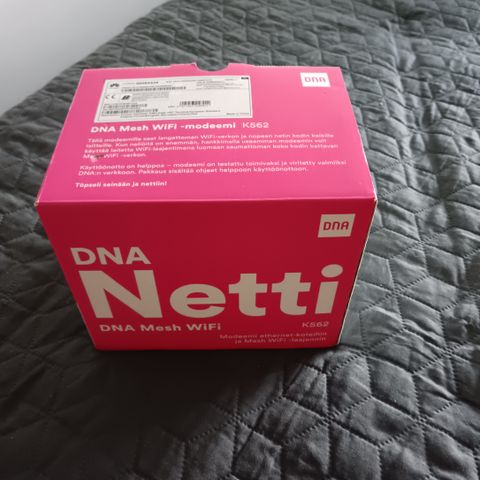 DNA
DNA Mesh WiFi -modeemi K562
Tällä modeemilla saat langattoman WiFi-verkon ja nopean netin kodin kaikille
laitteille. Kun neliöitä on enemmän, hankkimalla useamman modeemin voit
käyttää laitetta WiFi-laajentimena luomaan saumattoman koko kodin kattavan
Mesh WiFi -verkon.
Käyttöönotto on helppoa – modeemi on testattu toimivaksi ja viritetty valmiiksi
DNA:n verkkoon. Pakkaus sisältää ohjeet helppoon käyttöönottoon.
Töpseli seinään ja nettiin!
DNA
DNA
Netti
DNA Mesh WiFi
K562
Modeemi ethernet-koteihin
ja Mesh WiFi -laajennin